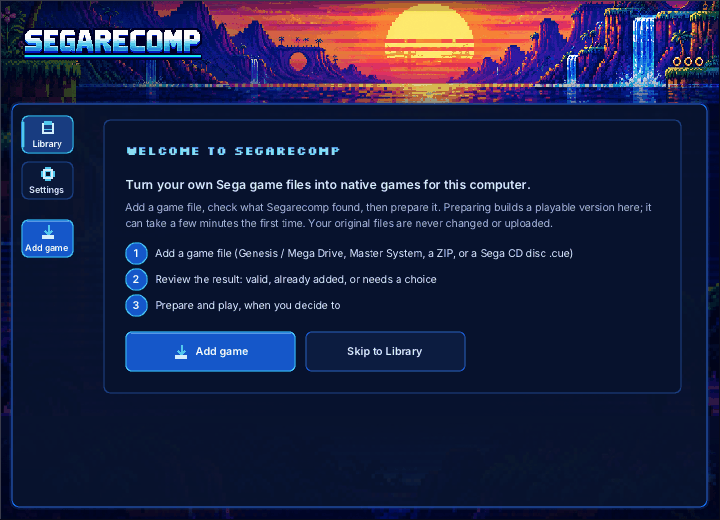 SEGARECOMP
Library
Settings
Add game
WELCOME TO SEGARECOMP
Turn your own Sega game files into native games for this computer.
Add a game file, check what Segarecomp found, then prepare it. Preparing builds a playable version here; it
can take a few minutes the first time. Your original files are never changed or uploaded.
1 Add a game file (Genesis / Mega Drive, Master System, a ZIP, or a Sega CD disc .cue)
2 Review the result: valid, already added, or needs a choice
3 Prepare and play, when you decide to
Add game Skip to Library